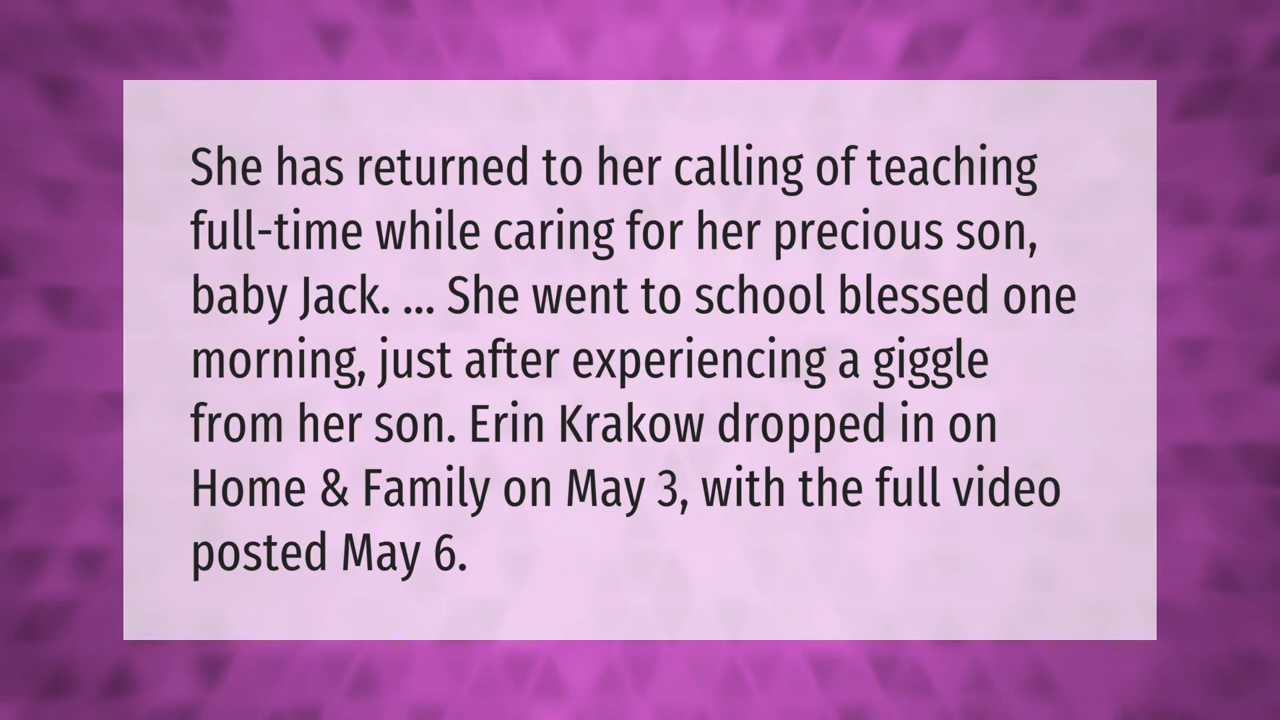 She has returned to her calling of teaching
full-time while caring for her precious son,
baby Jack. ... She went to school blessed one
morning, just after experiencing a giggle
from her son. Erin Krakow dropped in on
Home & Family on May 3, with the full video
posted May 6.